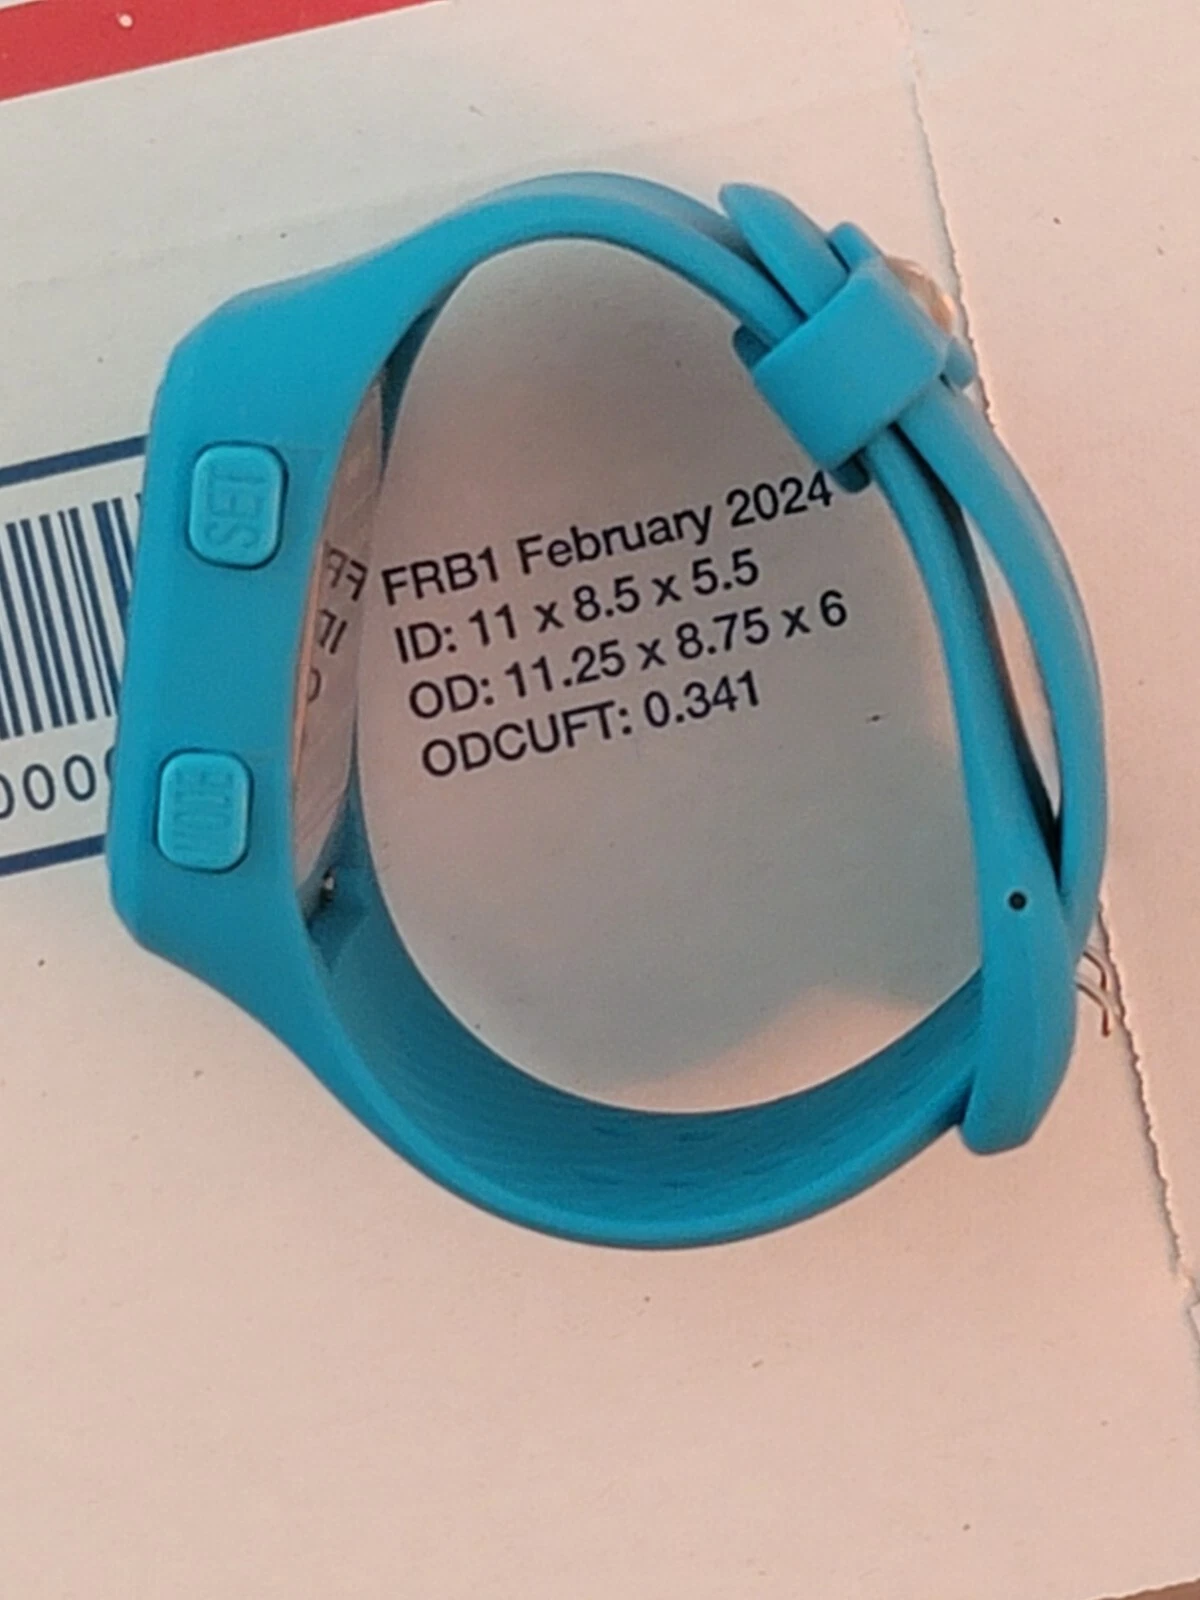 SET
MODE
FRB1 February 2024
ID: 11 x 8.5 x 5.5
OD: 11.25 x 8.75 x 6
ODCUFT: 0.341
000